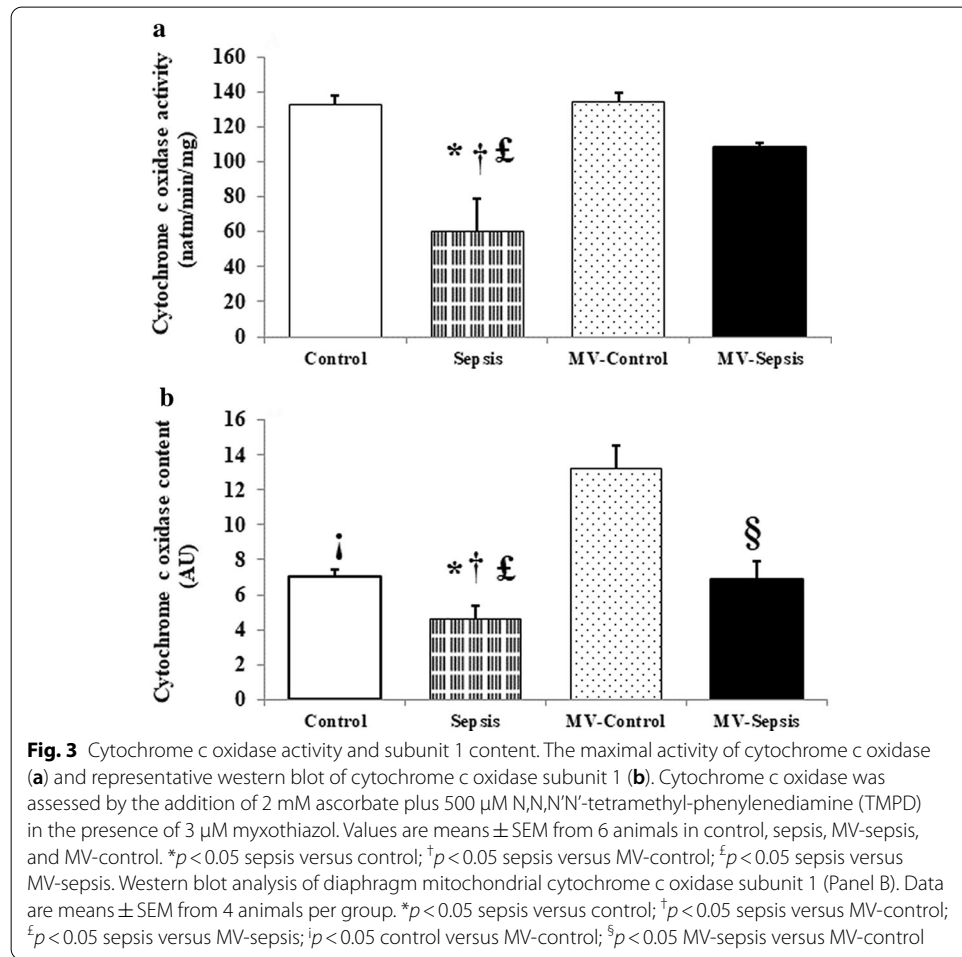 a
Cytochrome c oxidase activity
(natm/min/mg)
160
140
120
100
80
60
40
20
0
* † £
Control
Sepsis
MV-Control
MV-Sepsis
b
Cytochrome c oxidase content
(AU)
16
14
12
10
8
6
4
2
0
i
* † £
§
Control
Sepsis
MV-Control
MV-Sepsis
Fig. 3 Cytochrome c oxidase activity and subunit 1 content. The maximal activity of cytochrome c oxidase
(a) and representative western blot of cytochrome c oxidase subunit 1 (b). Cytochrome c oxidase was
assessed by the addition of 2 mM ascorbate plus 500 µM N,N,N'N'-tetramethyl-phenylenediamine (TMPD)
in the presence of 3 µM myxothiazol. Values are means ± SEM from 6 animals in control, sepsis, MV-sepsis,
and MV-control. *p < 0.05 sepsis versus control; †p < 0.05 sepsis versus MV-control; £p < 0.05 sepsis versus
MV-sepsis. Western blot analysis of diaphragm mitochondrial cytochrome c oxidase subunit 1 (Panel B). Data
are means ± SEM from 4 animals per group. *p < 0.05 sepsis versus control; †p < 0.05 sepsis versus MV-control;
£p < 0.05 sepsis versus MV-sepsis; ip < 0.05 control versus MV-control; §p < 0.05 MV-sepsis versus MV-control